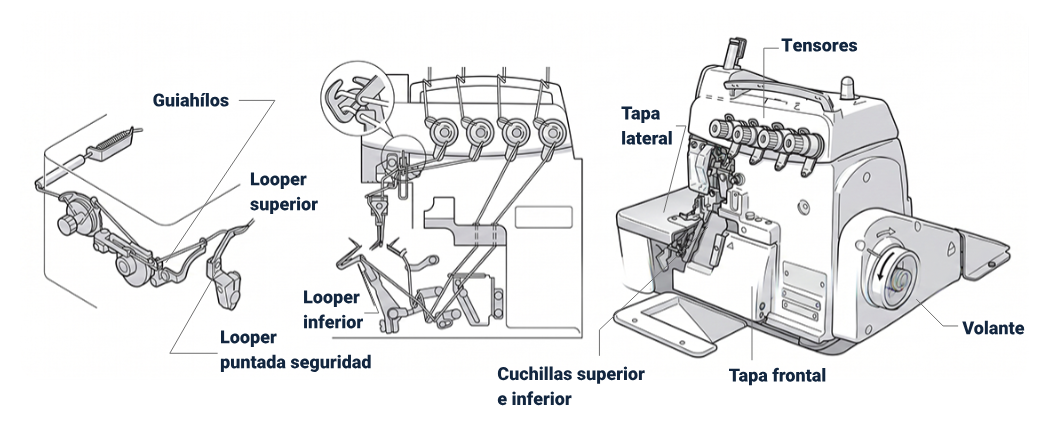 Guiahílos
Looper
superior
Looper
puntada seguridad
Looper
inferior
Tensores
Tapa
lateral
Cuchillas superior
e inferior
Tapa frontal
Volante